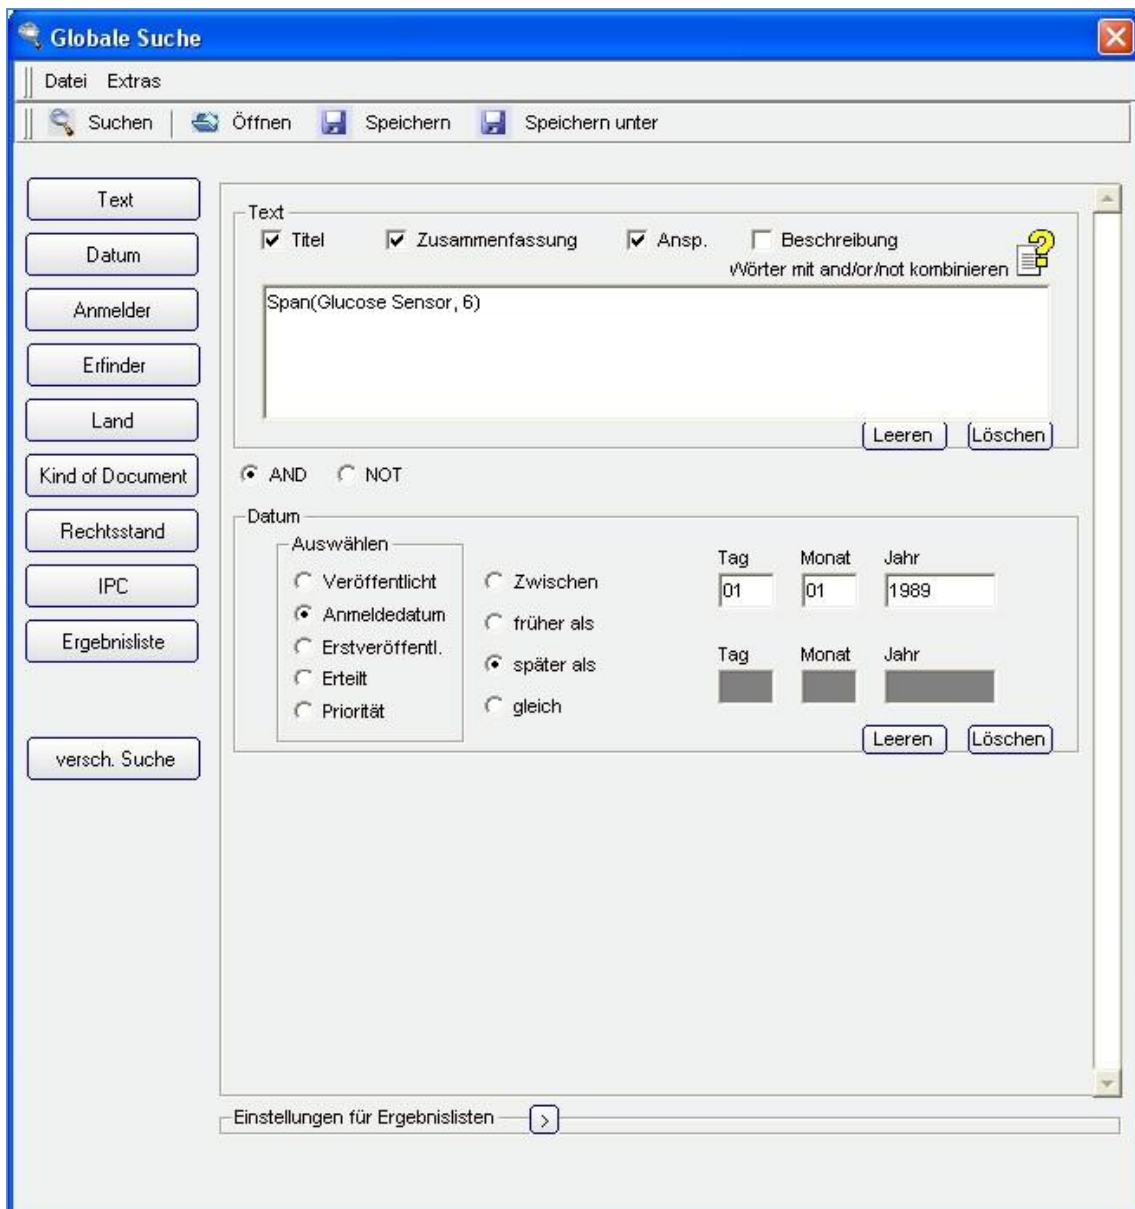 Globale Suche
Datei Extras
Suchen Öffnen Speichern Speichern unter
Text
Datum
Anmelder
Erfinder
Land
Kind of Document
Rechtsstand
IPC
Ergebnisliste
versch. Suche
Text
Titel Zusammenfassung Ansp. Beschreibung
Wörter mit and/or/not kombinieren
Span(Glucose Sensor, 6)
Leeren Löschen
AND NOT
Datum
Auswählen
Veröffentlicht
Anmeldedatum
Erstveröffentl.
Erteilt
Priorität
Zwischen
früher als
später als
gleich
Tag Monat Jahr
01 01 1989
Tag Monat Jahr
Leeren Löschen
Einstellungen für Ergebnislisten >